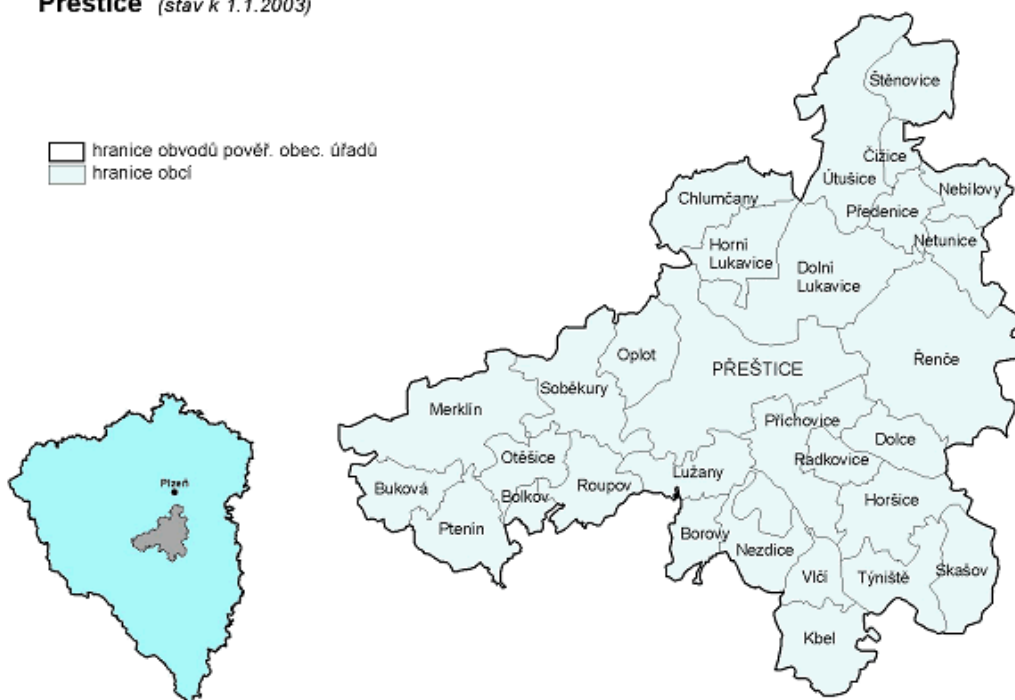 Přeštice (stav k 1.1.2003)
hranice obvodů pověř. obec. úřadů
hranice obcí
Štěnovice
Čižice
Útušice
Nebílovy
Chlumčany
Předenice
Netunice
Horní
Lukavice
Dolní
Lukavice
Řenče
Oplot
PŘEŠTICE
Soběkury
Merklín
Příchovice
Dolce
Otěšice
Radkovice
Lužany
Buková
Roupov
Bolkov
Horšice
Ptenín
Borovy
Nezdice
Vlčí
Týniště
Skašov
Kbel
Plzeň